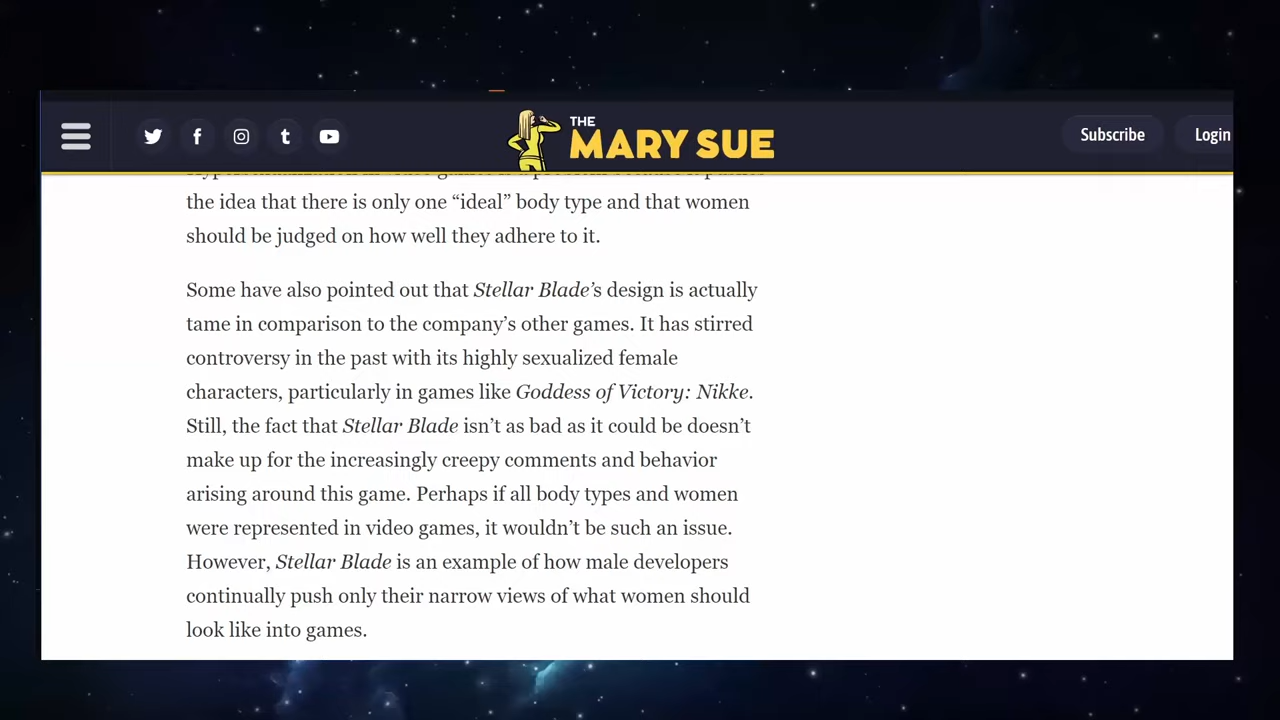 THE
MARY SUE
Subscribe
Login
the idea that there is only one “ideal” body type and that women
should be judged on how well they adhere to it.
Some have also pointed out that Stellar Blade’s design is actually
tame in comparison to the company’s other games. It has stirred
controversy in the past with its highly sexualized female
characters, particularly in games like Goddess of Victory: Nikke.
Still, the fact that Stellar Blade isn’t as bad as it could be doesn’t
make up for the increasingly creepy comments and behavior
arising around this game. Perhaps if all body types and women
were represented in video games, it wouldn’t be such an issue.
However, Stellar Blade is an example of how male developers
continually push only their narrow views of what women should
look like into games.